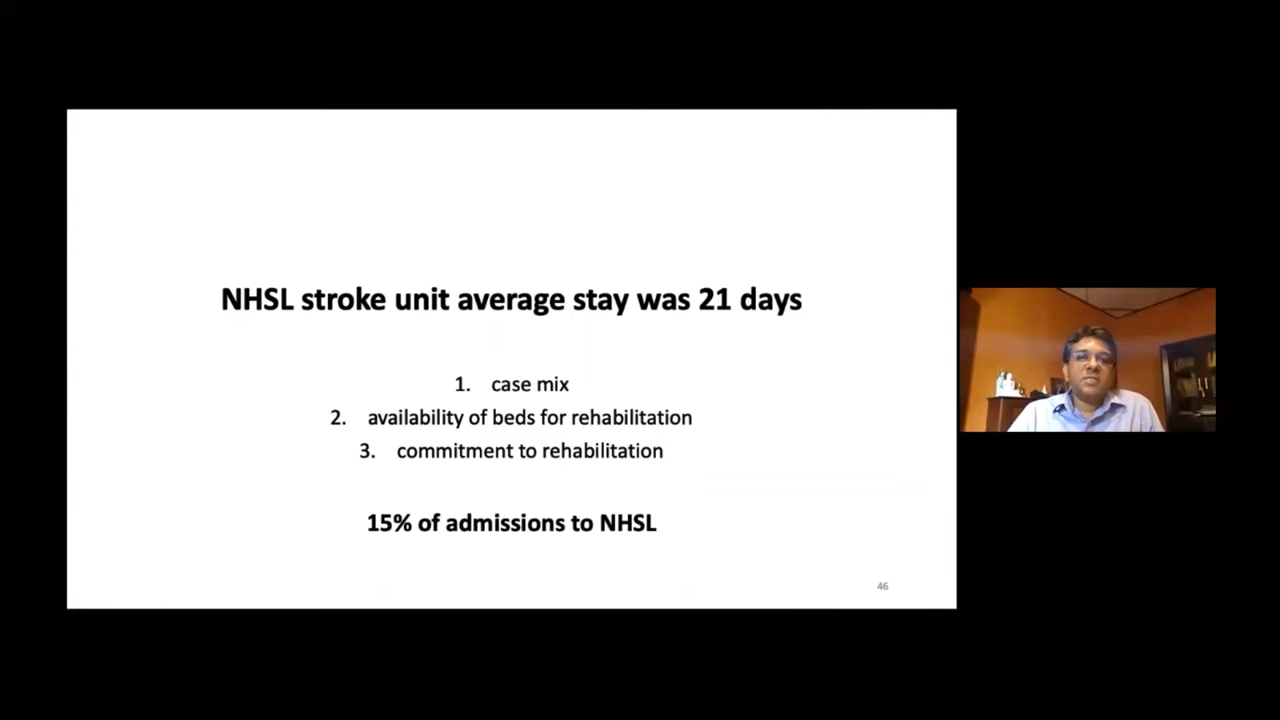 NHSL stroke unit average stay was 21 days
1. case mix
2. availability of beds for rehabilitation
3. commitment to rehabilitation
15% of admissions to NHSL
46